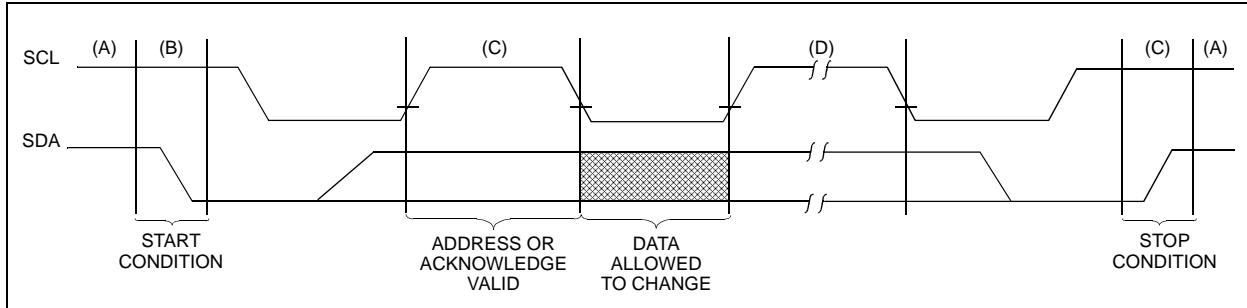 (A) (B) (C) (D) (C) (A)
SCL
SDA
START
CONDITION
ADDRESS OR
ACKNOWLEDGE
VALID
DATA
ALLOWED
TO CHANGE
STOP
CONDITION